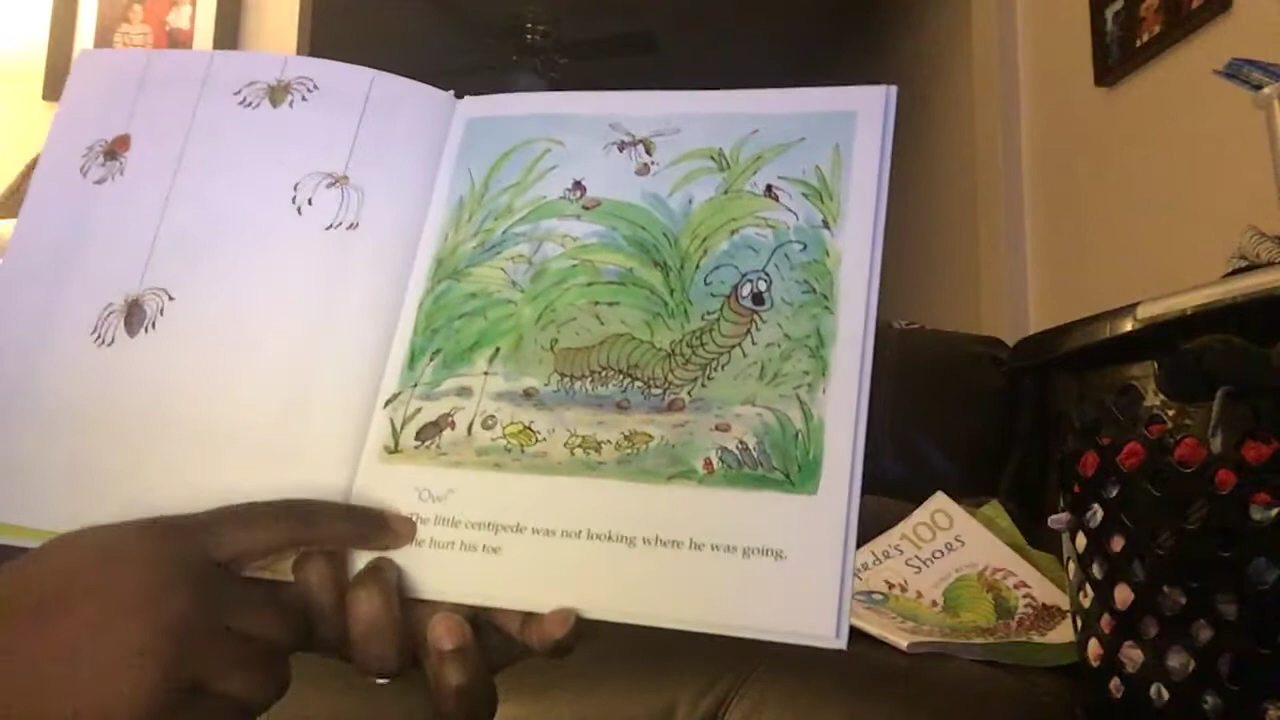 "Ow!"
The little centipede was not looking where he was going,
he hurt his toe
pede's 100
Shoes